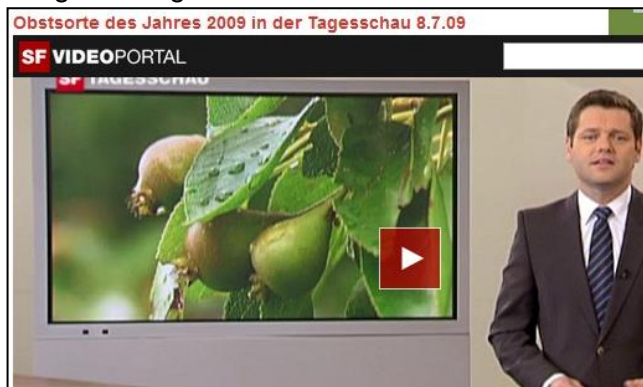 Obstsorte des Jahres 2009 in der Tagesschau 8.7.09
SF VIDEOPORTAL
SF TAGESSCHAU